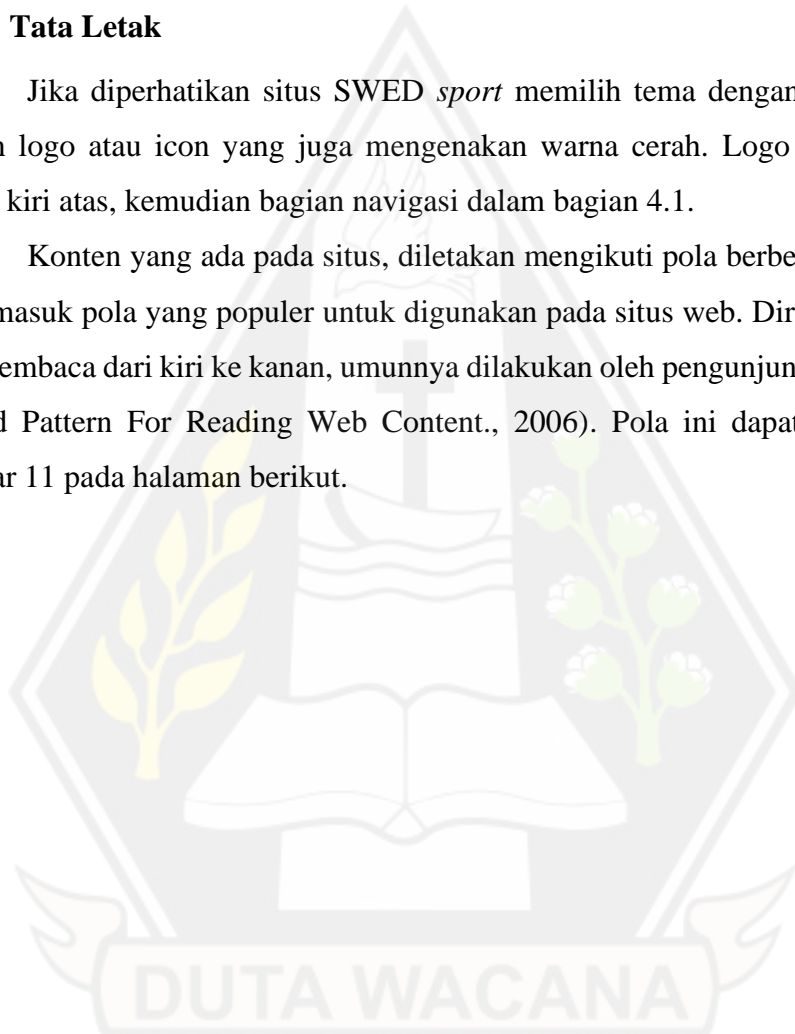 Tata Letak
Jika diperhatikan situs SWED sport memilih tema dengan
logo atau icon yang juga mengenakan warna cerah. Logo
kiri atas, kemudian bagian navigasi dalam bagian 4.1.
Konten yang ada pada situs, diletakan mengikuti pola berbe
masuk pola yang populer untuk digunakan pada situs web. Dir
embaca dari kiri ke kanan, umunnya dilakukan oleh pengunjun
d Pattern For Reading Web Content., 2006). Pola ini dapat
ar 11 pada halaman berikut.
DUTA WACANA